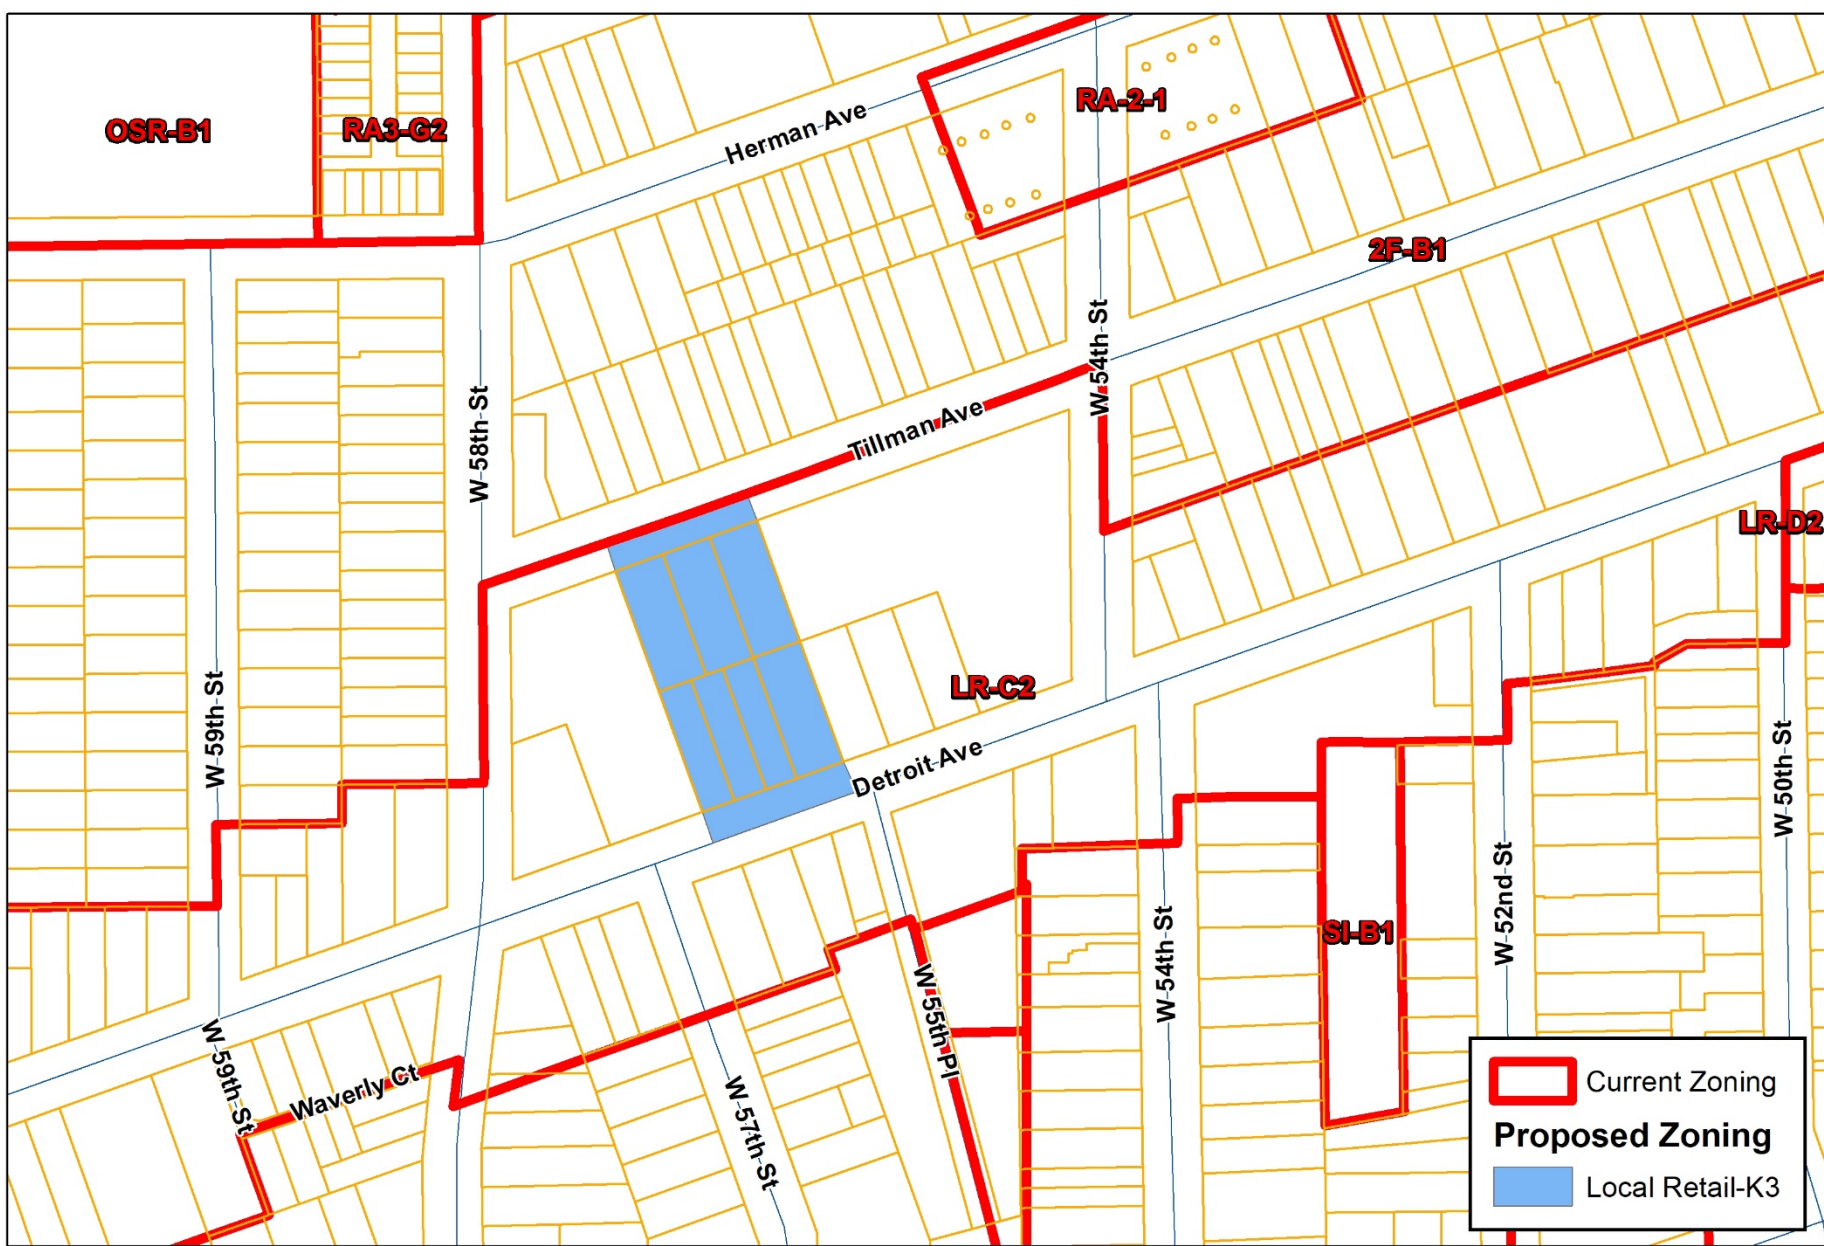 OSR-B1
RA3-G2
Herman Ave
RA-2-1
2F-B1
W 58th St
Tillman Ave
W 54th St
LR-D2
W 59th St
LR-C2
Detroit Ave
W 50th St
W 52nd St
SI-B1
W 54th St
W 55th Pl
W 59th St
Waverly Ct
W 57th St
Current Zoning
Proposed Zoning
Local Retail-K3